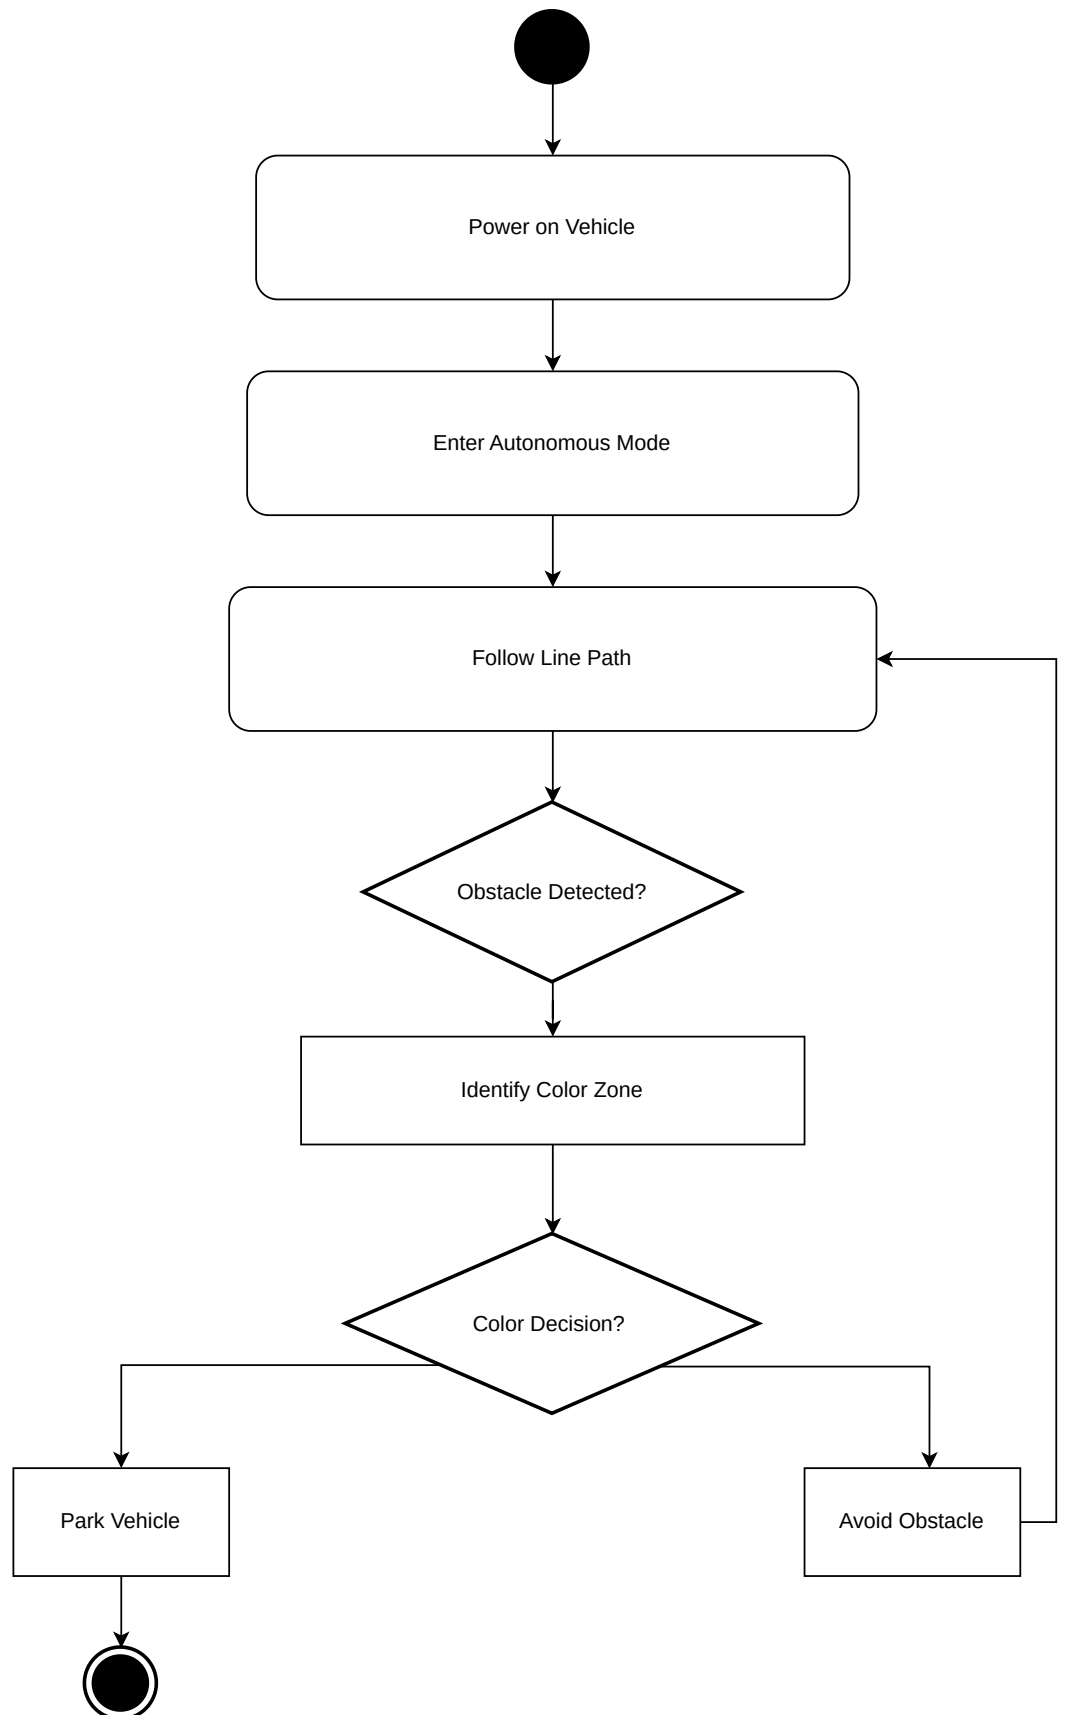 Power on Vehicle
Enter Autonomous Mode
Follow Line Path
Obstacle Detected?
Identify Color Zone
Color Decision?
Park Vehicle
Avoid Obstacle